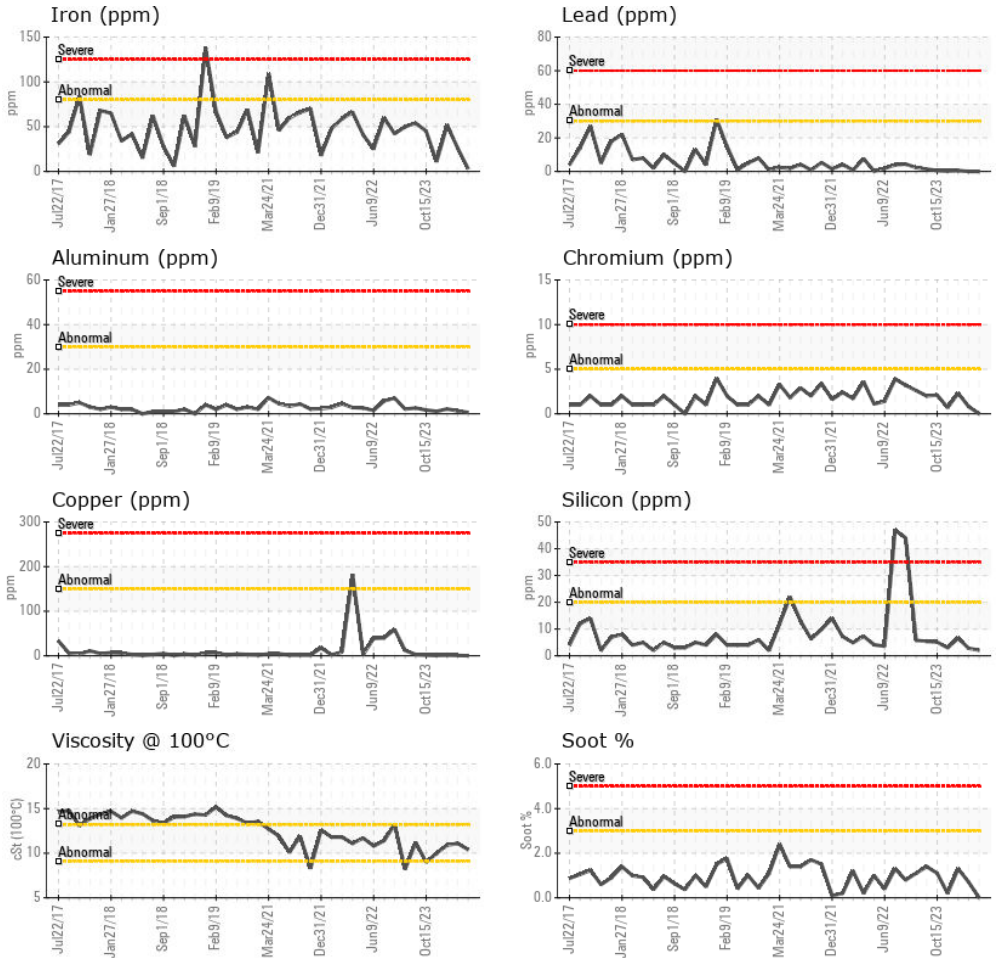 Iron (ppm)
150
100
50
0
ppm
Severe
Abnormal
Jul22/17
Jan27/18
Sep1/18
Feb9/19
Mar24/21
Dec31/21
Jun9/22
Oct15/23
Lead (ppm)
80
60
40
20
0
ppm
Severe
Abnormal
Jul22/17
Jan27/18
Sep1/18
Feb9/19
Mar24/21
Dec31/21
Jun9/22
Oct15/23
Aluminum (ppm)
60
40
20
0
ppm
Severe
Abnormal
Jul22/17
Jan27/18
Sep1/18
Feb9/19
Mar24/21
Dec31/21
Jun9/22
Oct15/23
Chromium (ppm)
15
10
5
0
ppm
Severe
Abnormal
Jul22/17
Jan27/18
Sep1/18
Feb9/19
Mar24/21
Dec31/21
Jun9/22
Oct15/23
Copper (ppm)
300
200
100
0
ppm
Severe
Abnormal
Jul22/17
Jan27/18
Sep1/18
Feb9/19
Mar24/21
Dec31/21
Jun9/22
Oct15/23
Silicon (ppm)
50
40
30
20
10
0
ppm
Severe
Abnormal
Jul22/17
Jan27/18
Sep1/18
Feb9/19
Mar24/21
Dec31/21
Jun9/22
Oct15/23
Viscosity @ 100°C
20
15
10
5
cSt (100°C)
Abnormal
Abnormal
Jul22/17
Jan27/18
Sep1/18
Feb9/19
Mar24/21
Dec31/21
Jun9/22
Oct15/23
Soot %
6.0
4.0
2.0
0.0
Soot %
Severe
Abnormal
Jul22/17
Jan27/18
Sep1/18
Feb9/19
Mar24/21
Dec31/21
Jun9/22
Oct15/23